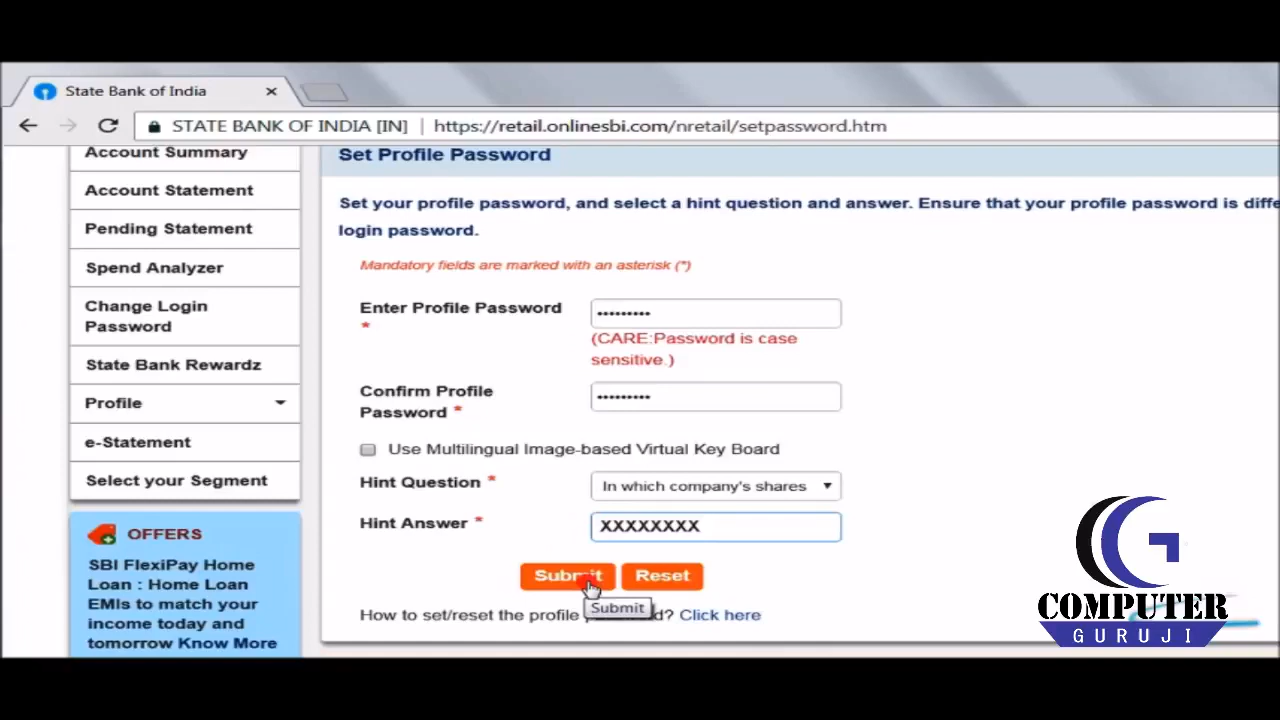 State Bank of India
STATE BANK OF INDIA [IN] | https://retail.onlinesbi.com/nretail/setpassword.htm
Account Summary
Account Statement
Pending Statement
Spend Analyzer
Change Login
Password
State Bank Rewardz
Profile
e-Statement
Select your Segment
OFFERS
SBI FlexiPay Home
Loan : Home Loan
EMIs to match your
income today and
tomorrow Know More
Set Profile Password
Set your profile password, and select a hint question and answer. Ensure that your profile password is diffe
login password.
Mandatory fields are marked with an asterisk (*)
Enter Profile Password
*
•••••••••
(CARE:Password is case
sensitive.)
Confirm Profile
Password *
•••••••••
Use Multilingual Image-based Virtual Key Board
Hint Question *
In which company's shares
Hint Answer *
XXXXXXXX
Submit Reset
Submit
How to set/reset the profile d? Click here
G
COMPUTER
GURUJI